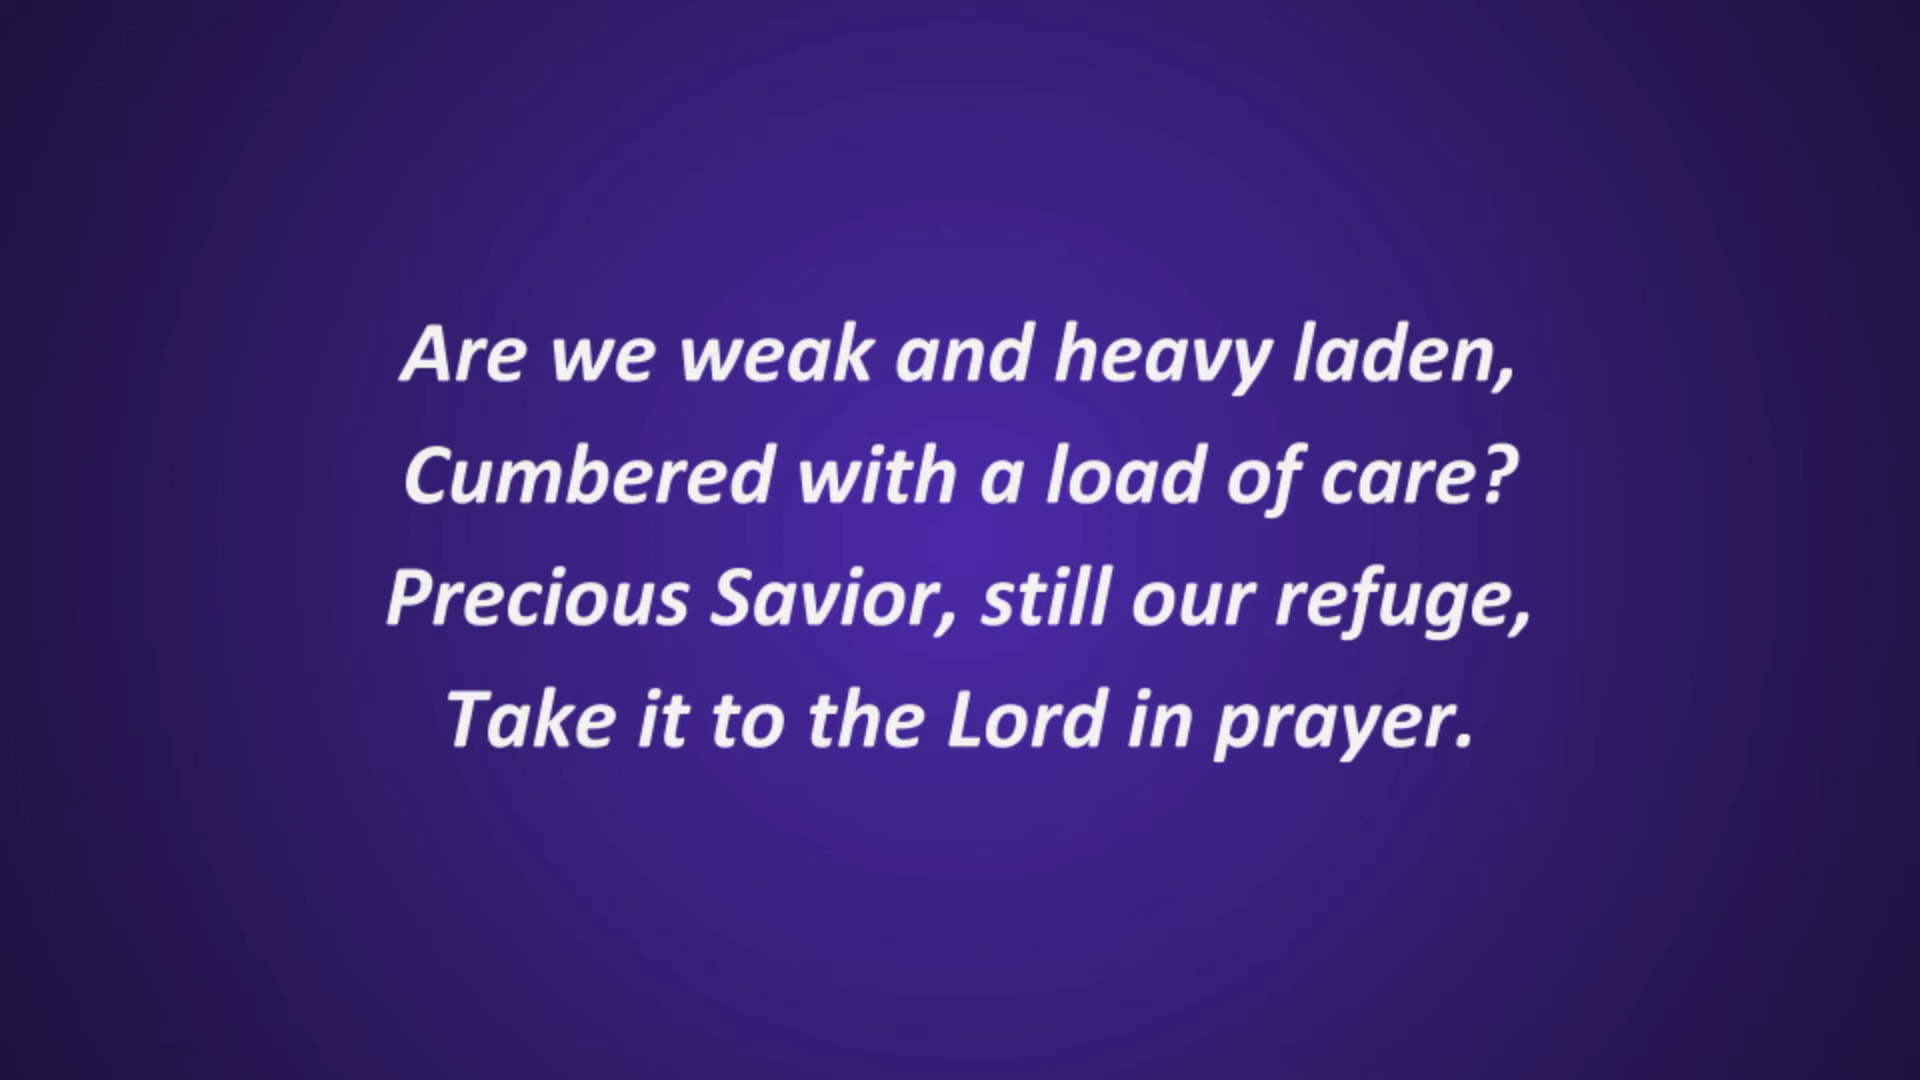 Are we weak and heavy laden,
Cumbered with a load of care?
Precious Savior, still our refuge,
Take it to the Lord in prayer.